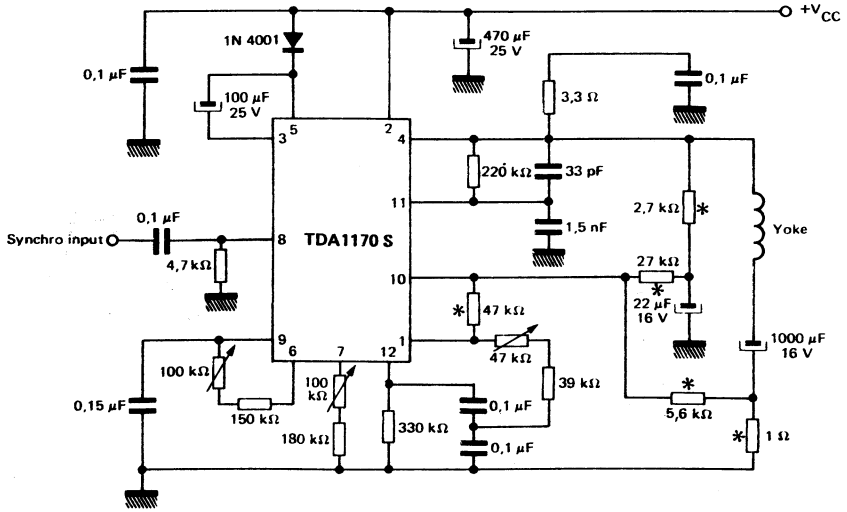 +VCC
1N 4001
470 µF
25 V
0,1 µF
100 µF
25 V
3,3 Ω
0,1 µF
5
2
3
4
220 kΩ
33 pF
11
1,5 nF
2,7 kΩ
*
Yoke
0,1 µF
Synchro input
8
TDA1170 S
4,7 kΩ
10
27 kΩ
*
22 µF
16 V
*
47 kΩ
1000 µF
16 V
9
6
7
12
1
47 kΩ
100 kΩ
100
kΩ
0,15 µF
150 kΩ
39 kΩ
*
5,6 kΩ
0,1 µF
180 kΩ
330 kΩ
0,1 µF
*
1 Ω